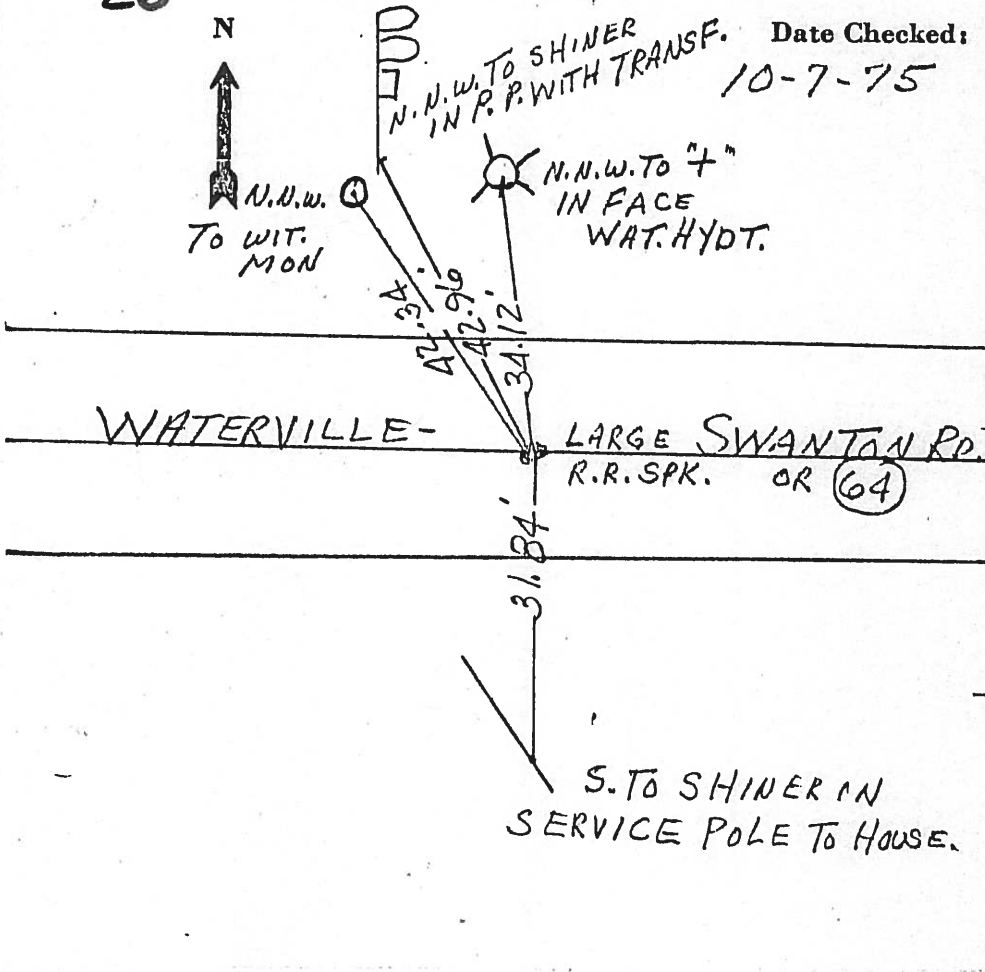 N
Date Checked:
10-7-75
N.N.W. TO SHINER
IN P.P. WITH TRANSF.
N.N.W. TO "+"
IN FACE
WAT. HYDT.
N.N.W.
TO WIT.
MON
42.34'
42.96'
34.12'
WATERVILLE-
LARGE SWANTON RD.
R.R. SPK. OR 64
31.84'
S. TO SHINER IN
SERVICE POLE TO HOUSE.